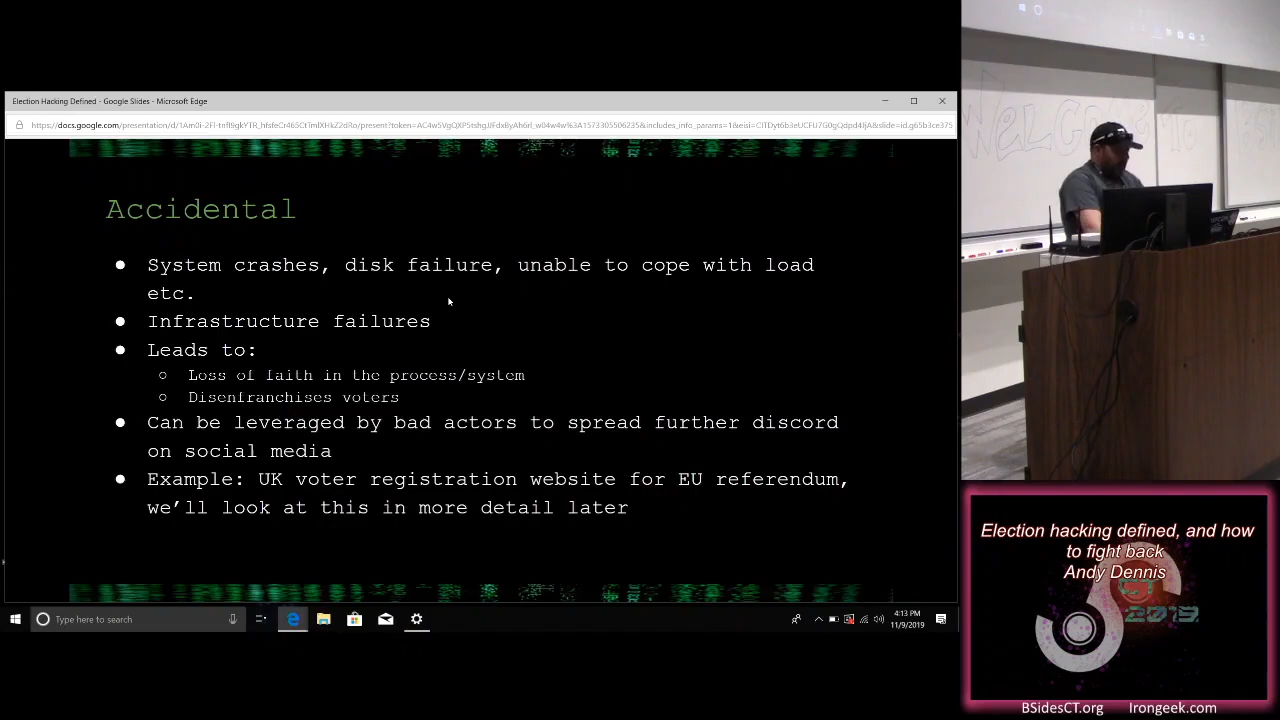 Election Hacking Defined - Google Slides - Microsoft Edge
Accidental
● System crashes, disk failure, unable to cope with load
etc.
● Infrastructure failures
● Leads to:
○ Loss of faith in the process/system
○ Disenfranchises voters
● Can be leveraged by bad actors to spread further discord
on social media
● Example: UK voter registration website for EU referendum,
we'll look at this in more detail later
Type here to search
4:13 PM
11/9/2019
WELCOME TO
Election hacking defined, and how
to fight back
Andy Dennis
CT
2019
BSidesCT.org Irongeek.com